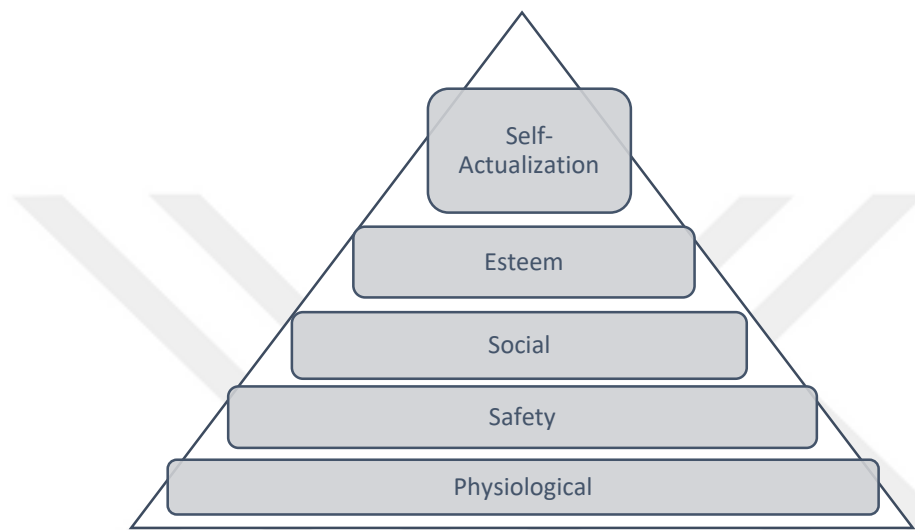 Self-
Actualization
Esteem
Social
Safety
Physiological